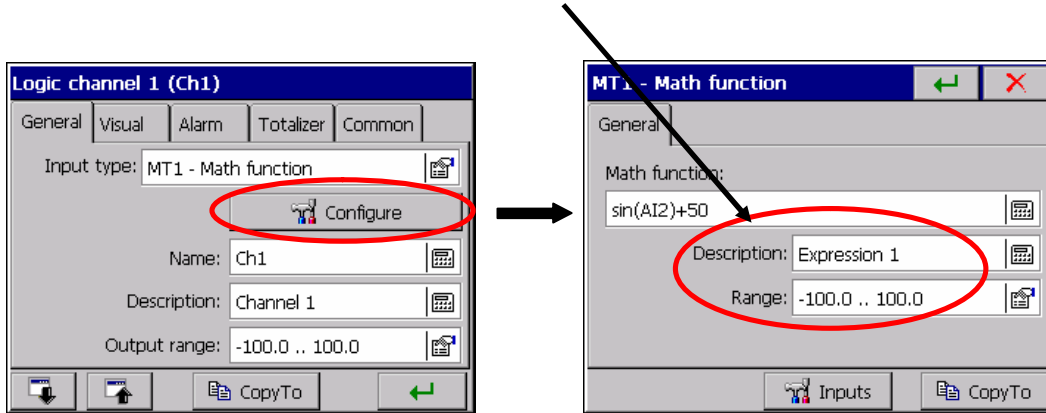 Logic channel 1 (Ch1)
General Visual Alarm Totalizer Common
Input type: MT1 - Math function
Configure
Name: Ch1
Description: Channel 1
Output range: -100.0 .. 100.0
CopyTo
MT1 - Math function
General
Math function:
sin(AI2)+50
Description: Expression 1
Range: -100.0 .. 100.0
Inputs CopyTo